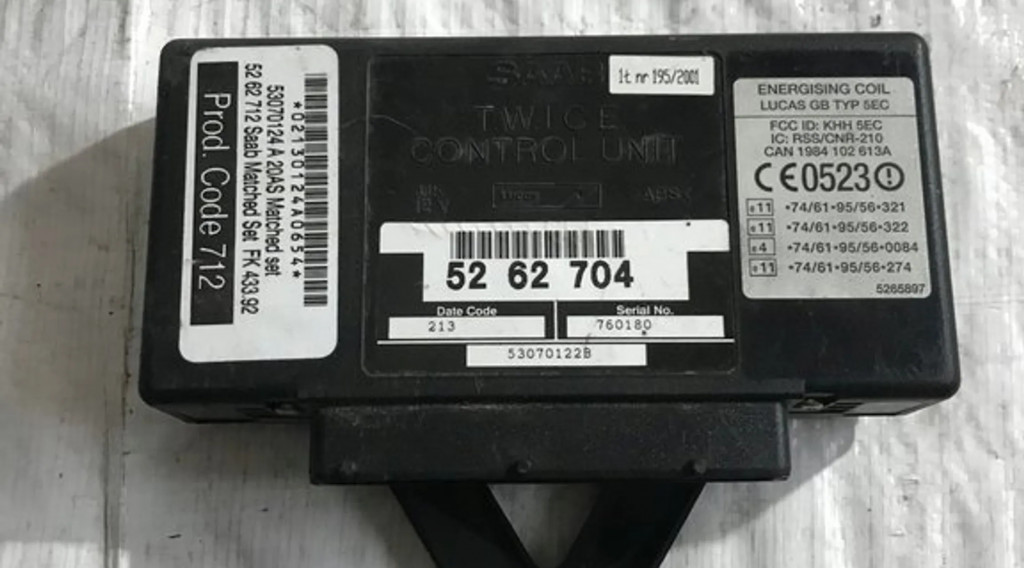 *02130124A0654*
53070124 A 20AS Matched set
52 62 712 Saab Matched Set FK 433.92
Prod. Code 712
SAAB
1t nr 195/2001
TWICE
CONTROL UNIT
52 62 704
Date Code
213
Serial No.
760180
53070122B
ENERGISING COIL
LUCAS GB TYP 5EC
FCC ID: KHH 5EC
IC: RSS/CNR-210
CAN 1984 102 613A
CE0523
e11 •74/61•95/56•321
e11 •74/61•95/56•322
e4 •74/61•95/56•0084
e11 •74/61•95/56•274
5265897